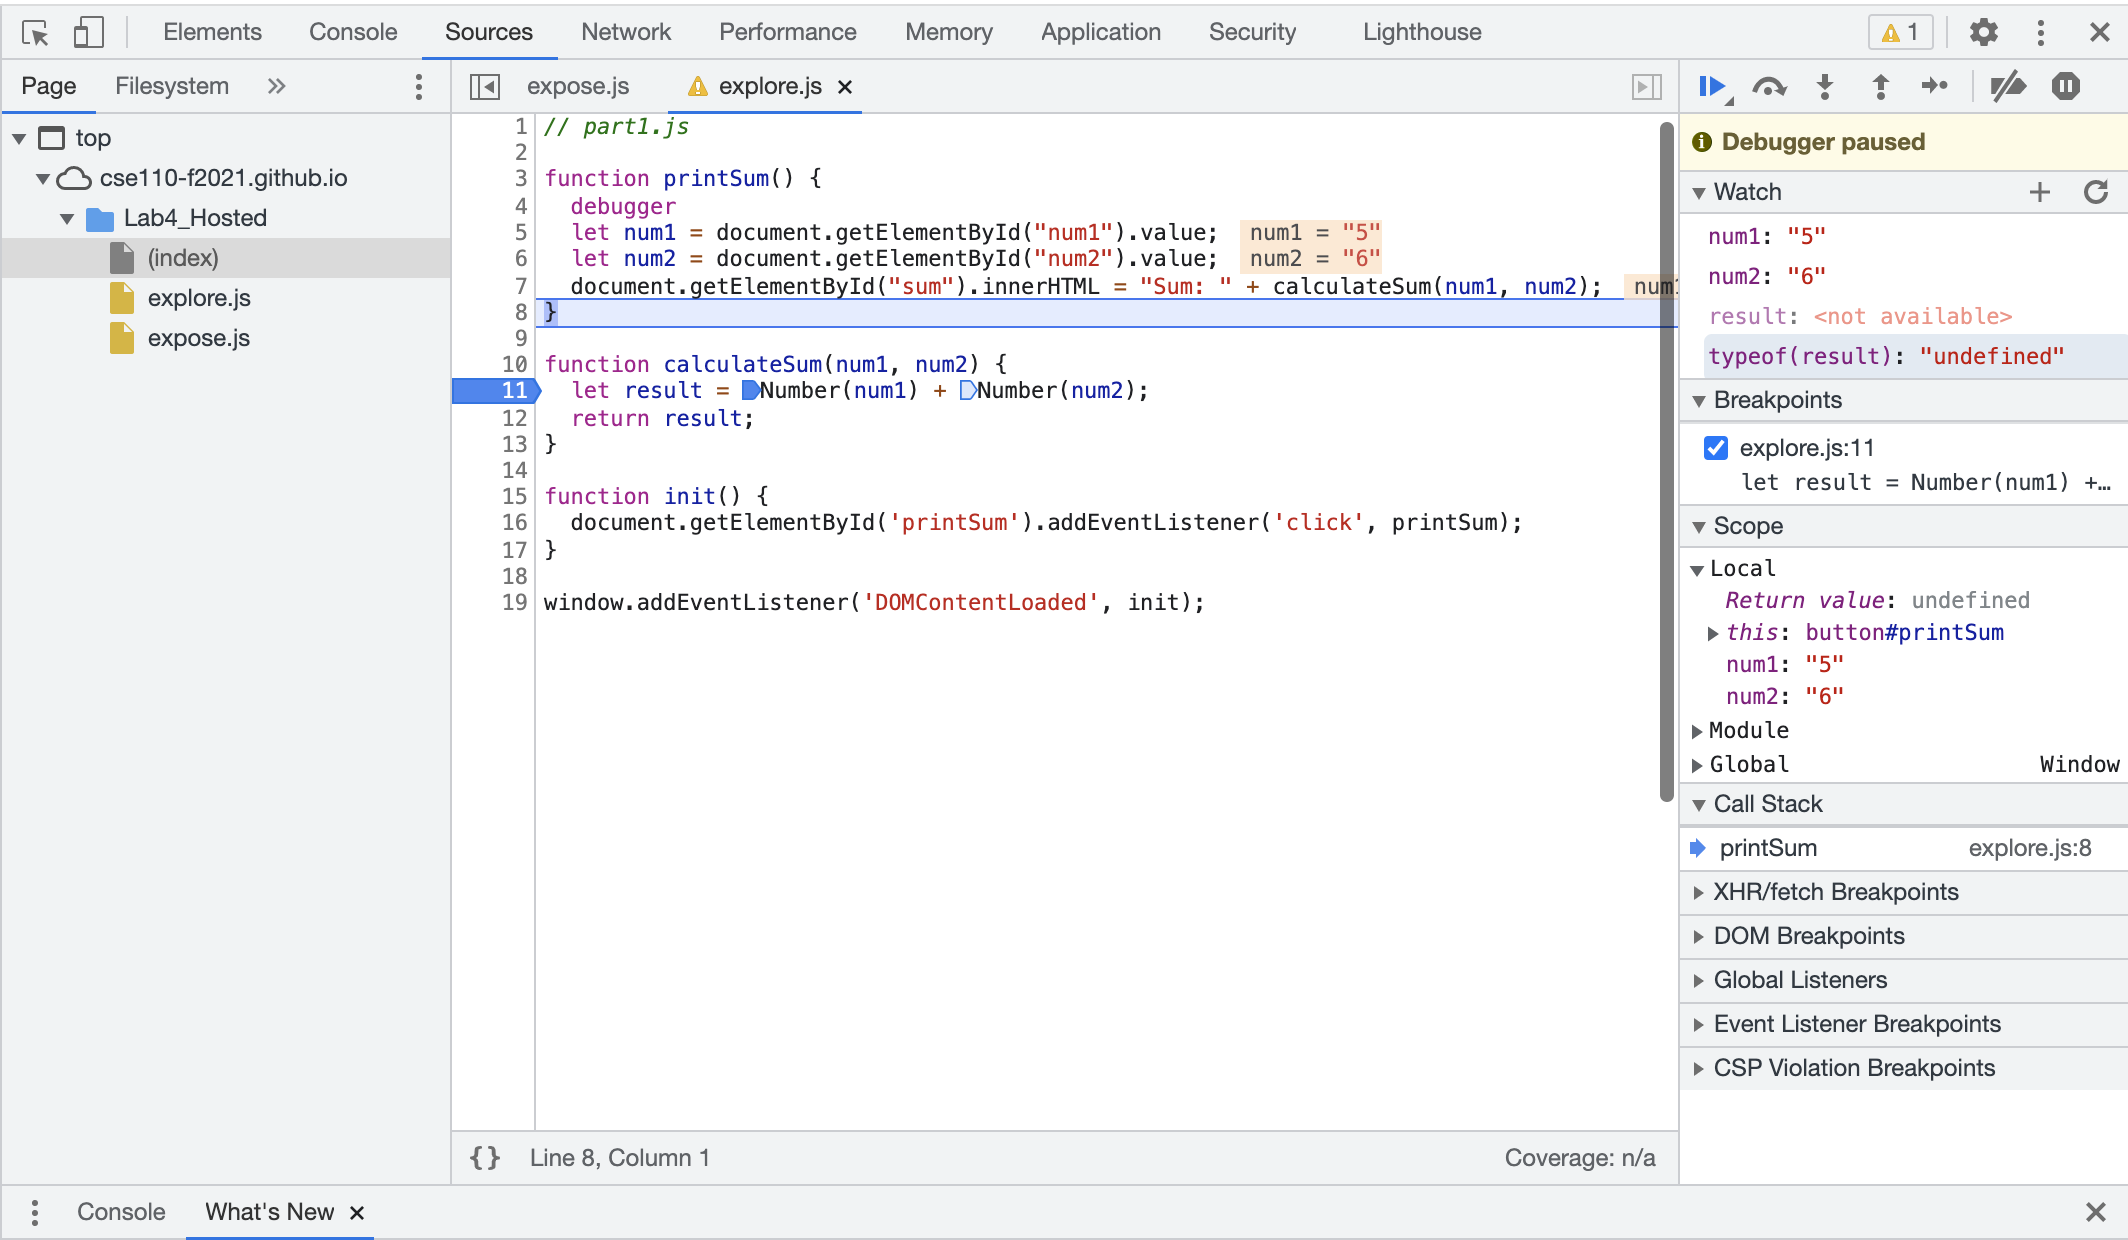 Elements Console Sources Network Performance Memory Application Security Lighthouse 1
Page Filesystem
top
cse110-f2021.github.io
Lab4_Hosted
(index)
explore.js
expose.js
expose.js explore.js
1 // part1.js
2
3 function printSum() {
4 debugger
5 let num1 = document.getElementById("num1").value; num1 = "5"
6 let num2 = document.getElementById("num2").value; num2 = "6"
7 document.getElementById("sum").innerHTML = "Sum: " + calculateSum(num1, num2);
8 }
9
10 function calculateSum(num1, num2) {
11 let result = Number(num1) + Number(num2);
12 return result;
13 }
14
15 function init() {
16 document.getElementById('printSum').addEventListener('click', printSum);
17 }
18
19 window.addEventListener('DOMContentLoaded', init);
{} Line 8, Column 1 Coverage: n/a
Debugger paused
Watch
num1: "5"
num2: "6"
result: <not available>
typeof(result): "undefined"
Breakpoints
explore.js:11
let result = Number(num1) +…
Scope
Local
Return value: undefined
this: button#printSum
num1: "5"
num2: "6"
Module
Global Window
Call Stack
printSum explore.js:8
XHR/fetch Breakpoints
DOM Breakpoints
Global Listeners
Event Listener Breakpoints
CSP Violation Breakpoints
Console What's New